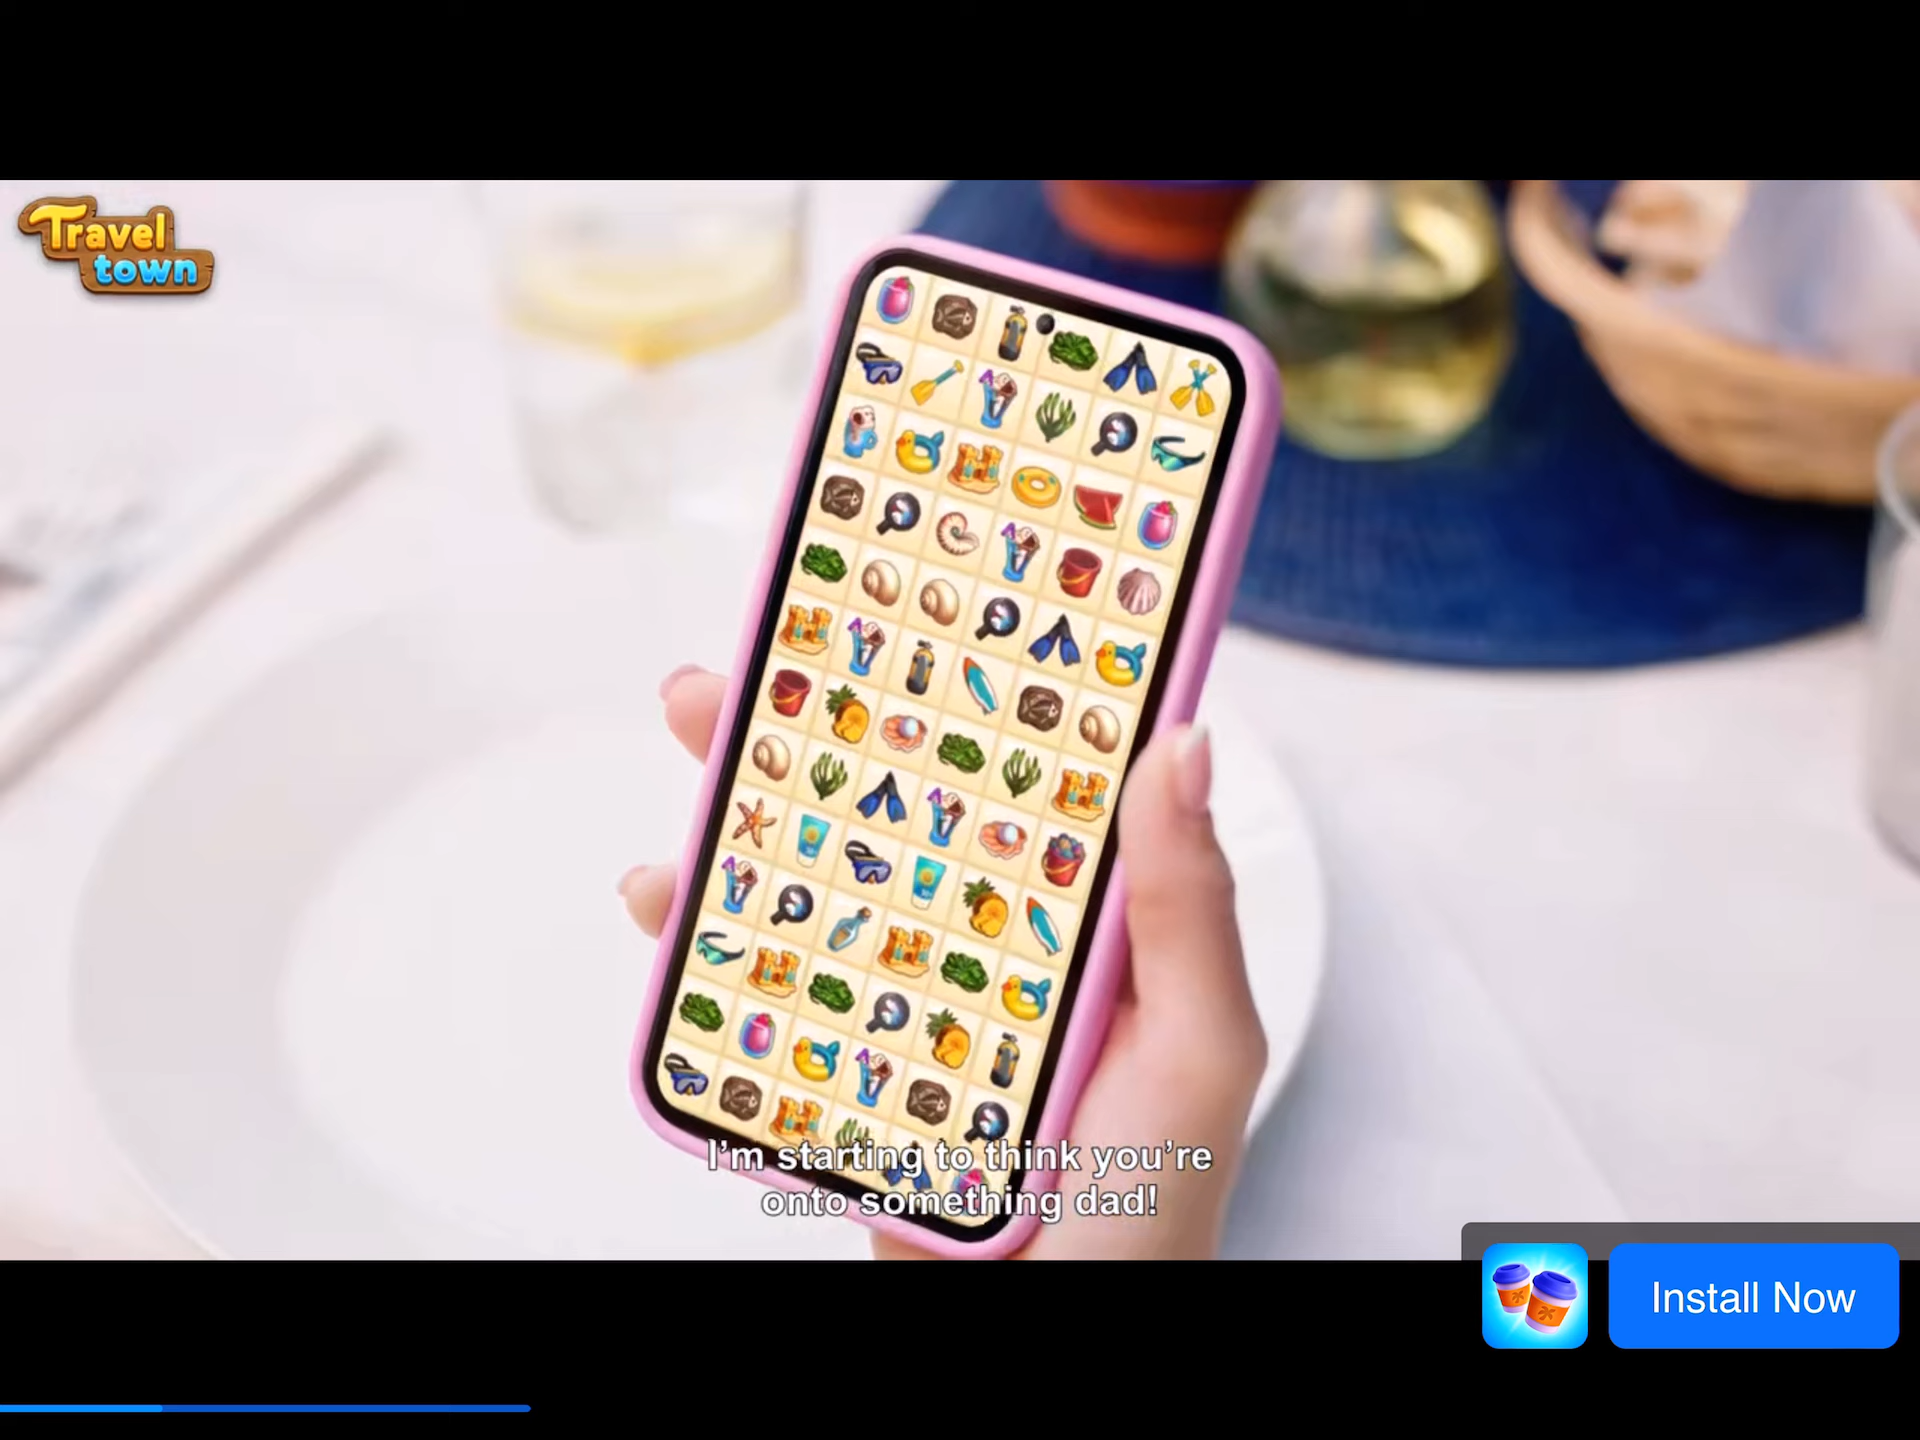 Travel
town
I'm starting to think you're
onto something dad!
Install Now